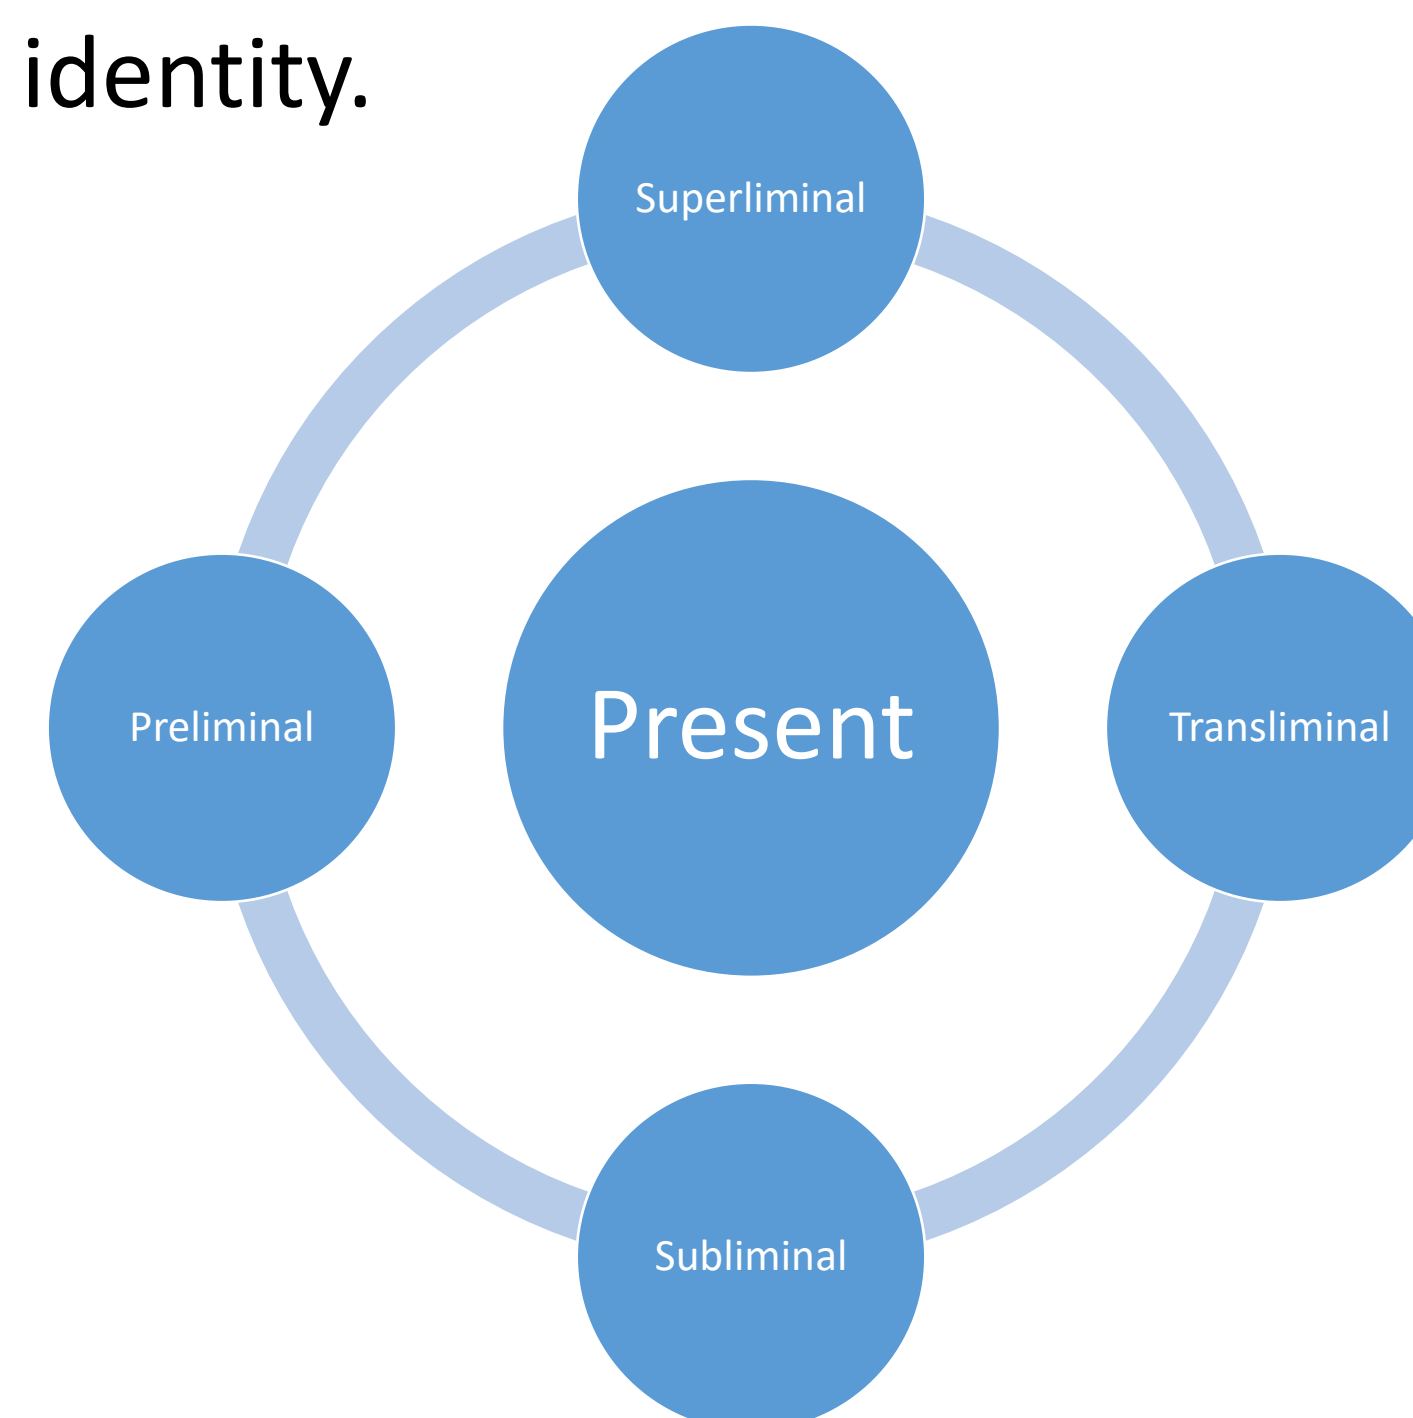 identity.
Superliminal
Preliminal
Present
Transliminal
Subliminal